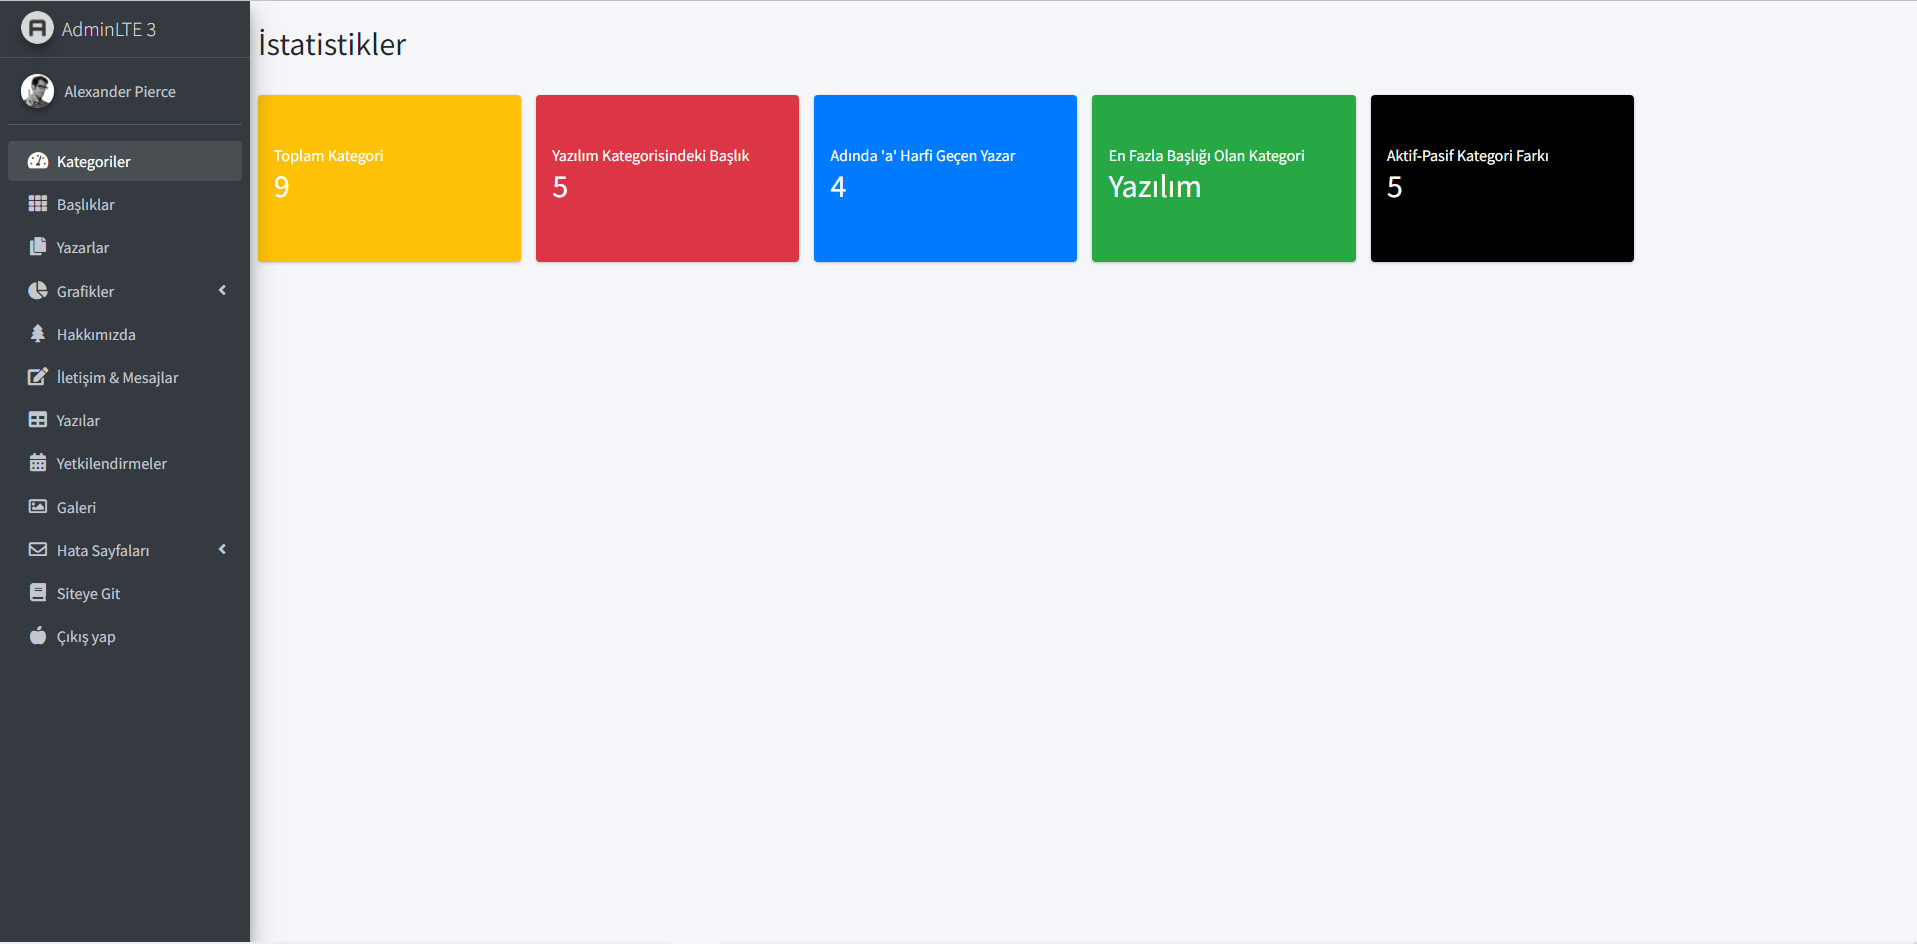 AdminLTE 3
Alexander Pierce
Kategoriler
Başlıklar
Yazarlar
Grafikler
Hakkımızda
İletişim & Mesajlar
Yazılar
Yetkilendirmeler
Galeri
Hata Sayfaları
Siteye Git
Çıkış yap
İstatistikler
Toplam Kategori
9
Yazılım Kategorisindeki Başlık
5
Adında 'a' Harfi Geçen Yazar
4
En Fazla Başlığı Olan Kategori
Yazılım
Aktif-Pasif Kategori Farkı
5